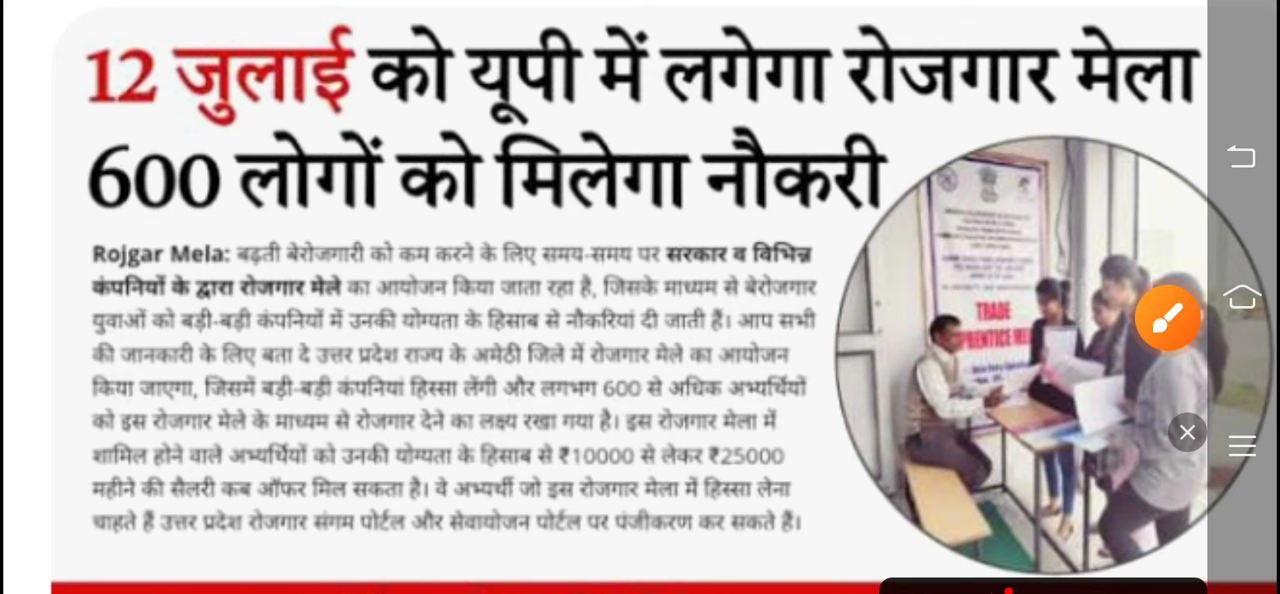 12 जुलाई को यूपी में लगेगा रोजगार मेला
600 लोगों को मिलेगा नौकरी
Rojgar Mela: बढ़ती बेरोजगारी को कम करने के लिए समय-समय पर सरकार व विभिन्न
कंपनियों के द्वारा रोजगार मेले का आयोजन किया जाता रहा है, जिसके माध्यम से बेरोजगार
युवाओं को बड़ी-बड़ी कंपनियों में उनकी योग्यता के हिसाब से नौकरियां दी जाती हैं। आप सभी
की जानकारी के लिए बता दे उत्तर प्रदेश राज्य के अमेठी जिले में रोजगार मेले का आयोजन
किया जाएगा, जिसमें बड़ी-बड़ी कंपनियां हिस्सा लेंगी और लगभग 600 से अधिक अभ्यर्थियों
को इस रोजगार मेले के माध्यम से रोजगार देने का लक्ष्य रखा गया है। इस रोजगार मेला में
शामिल होने वाले अभ्यर्थियों को उनकी योग्यता के हिसाब से ₹10000 से लेकर ₹25000
महीने की सैलरी कब ऑफर मिल सकता है। वे अभ्यर्थी जो इस रोजगार मेला में हिस्सा लेना
चाहते हैं उत्तर प्रदेश रोजगार संगम पोर्टल और सेवायोजन पोर्टल पर पंजीकरण कर सकते हैं।
TRADE